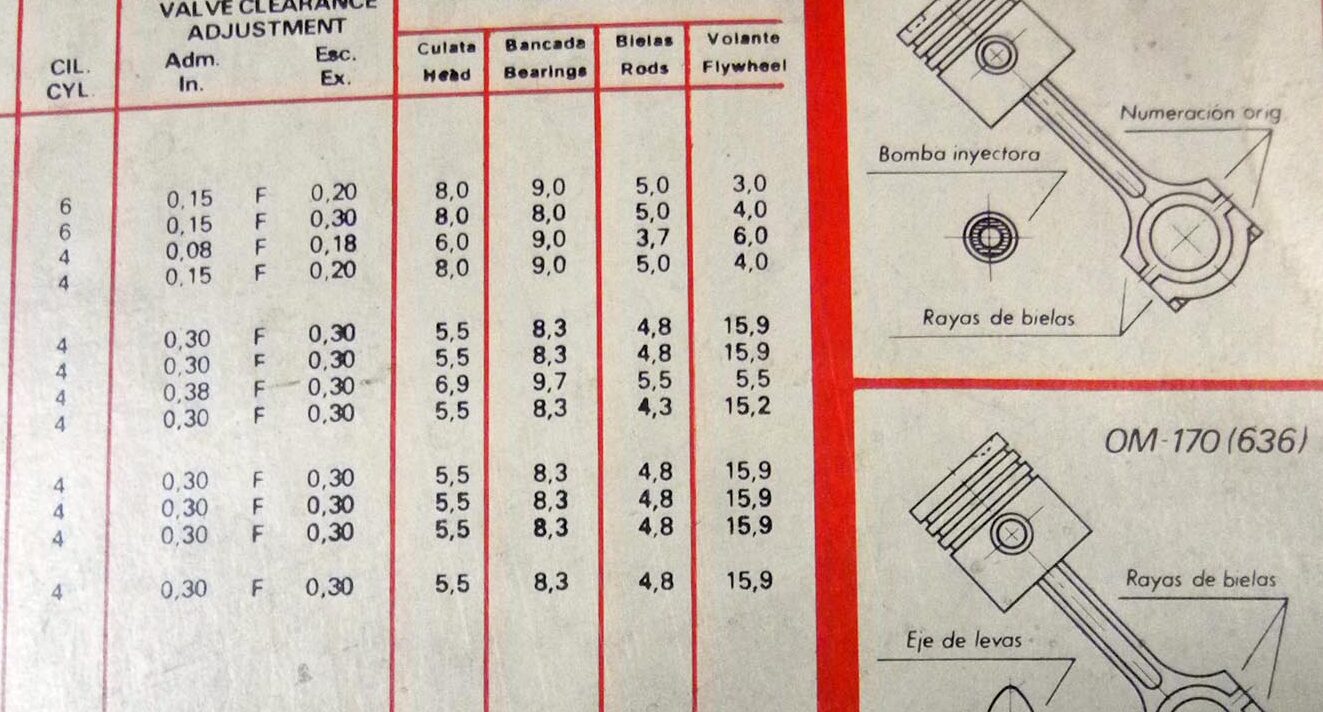 VALVE CLEARANCE
ADJUSTMENT
CIL.
CYL.
Adm. Esc.
In. Ex.
Culata Bancada Bielas Volante
Head Bearings Rods Flywheel
6 0,15 F 0,20 8,0 9,0 5,0 3,0
6 0,15 F 0,30 8,0 8,0 5,0 4,0
4 0,08 F 0,18 6,0 9,0 3,7 6,0
4 0,15 F 0,20 8,0 9,0 5,0 4,0
4 0,30 F 0,30 5,5 8,3 4,8 15,9
4 0,30 F 0,30 5,5 8,3 4,8 15,9
4 0,38 F 0,30 6,9 9,7 5,5 5,5
4 0,30 F 0,30 5,5 8,3 4,3 15,2
4 0,30 F 0,30 5,5 8,3 4,8 15,9
4 0,30 F 0,30 5,5 8,3 4,8 15,9
4 0,30 F 0,30 5,5 8,3 4,8 15,9
4 0,30 F 0,30 5,5 8,3 4,8 15,9
Numeración orig
Bomba inyectora
Rayas de bielas
OM-170 (636)
Rayas de bielas
Eje de levas